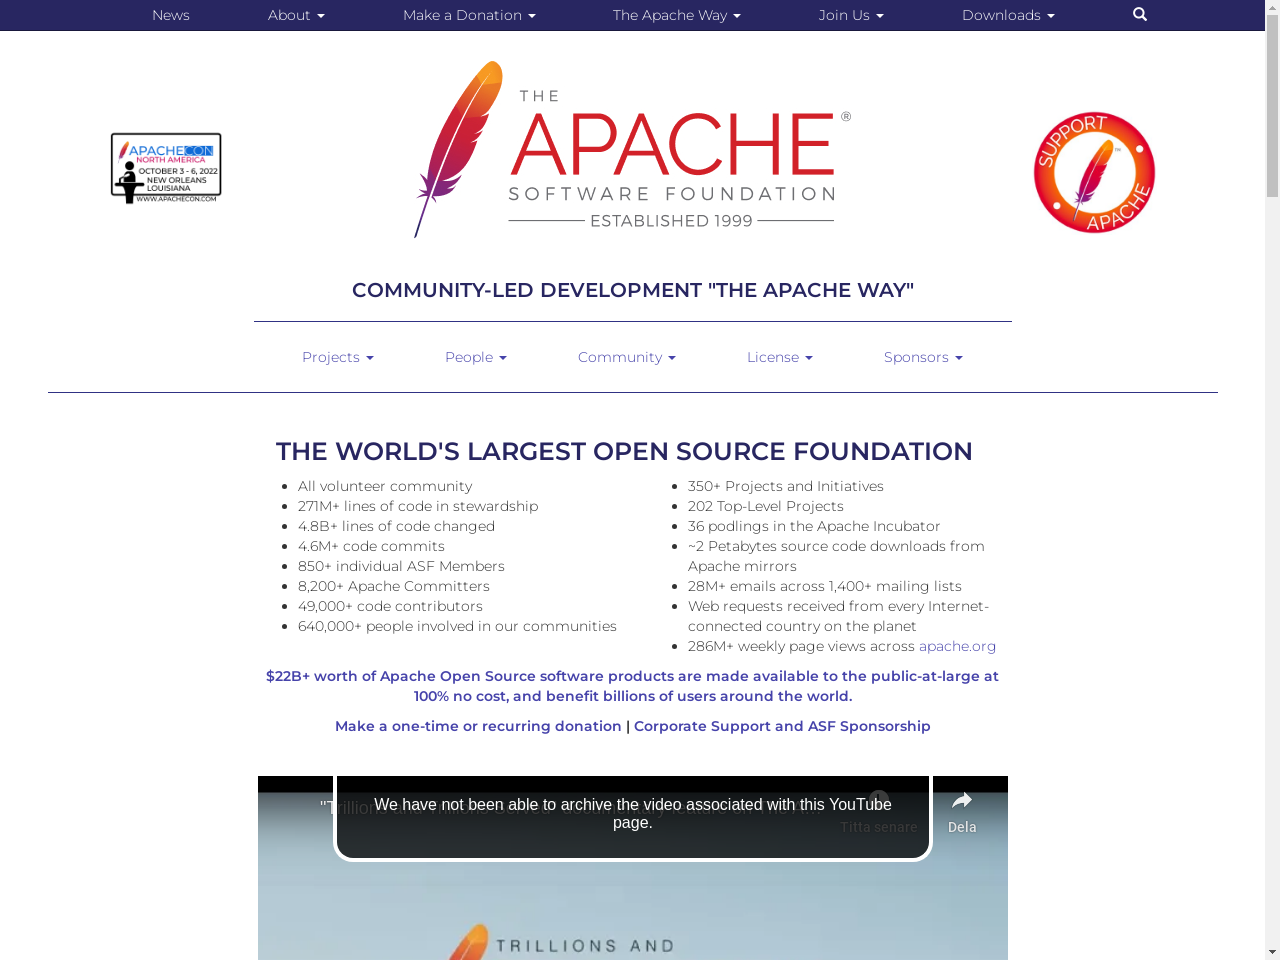 News About Make a Donation The Apache Way Join Us Downloads
APACHECON
NORTH AMERICA
OCTOBER 3 - 6, 2022
NEW ORLEANS
LOUISIANA
WWW.APACHECON.COM
THE
APACHE®
SOFTWARE FOUNDATION
ESTABLISHED 1999
SUPPORT
APACHE
™
COMMUNITY-LED DEVELOPMENT "THE APACHE WAY"
Projects People Community License Sponsors
THE WORLD'S LARGEST OPEN SOURCE FOUNDATION
All volunteer community
271M+ lines of code in stewardship
4.8B+ lines of code changed
4.6M+ code commits
850+ individual ASF Members
8,200+ Apache Committers
49,000+ code contributors
640,000+ people involved in our communities
350+ Projects and Initiatives
202 Top-Level Projects
36 podlings in the Apache Incubator
~2 Petabytes source code downloads from
Apache mirrors
28M+ emails across 1,400+ mailing lists
Web requests received from every Internet-
connected country on the planet
286M+ weekly page views across apache.org
$22B+ worth of Apache Open Source software products are made available to the public-at-large at
100% no cost, and benefit billions of users around the world.
Make a one-time or recurring donation | Corporate Support and ASF Sponsorship
We have not been able to archive the video associated with this YouTube
page.
Titta senare
Dela
TRILLIONS AND